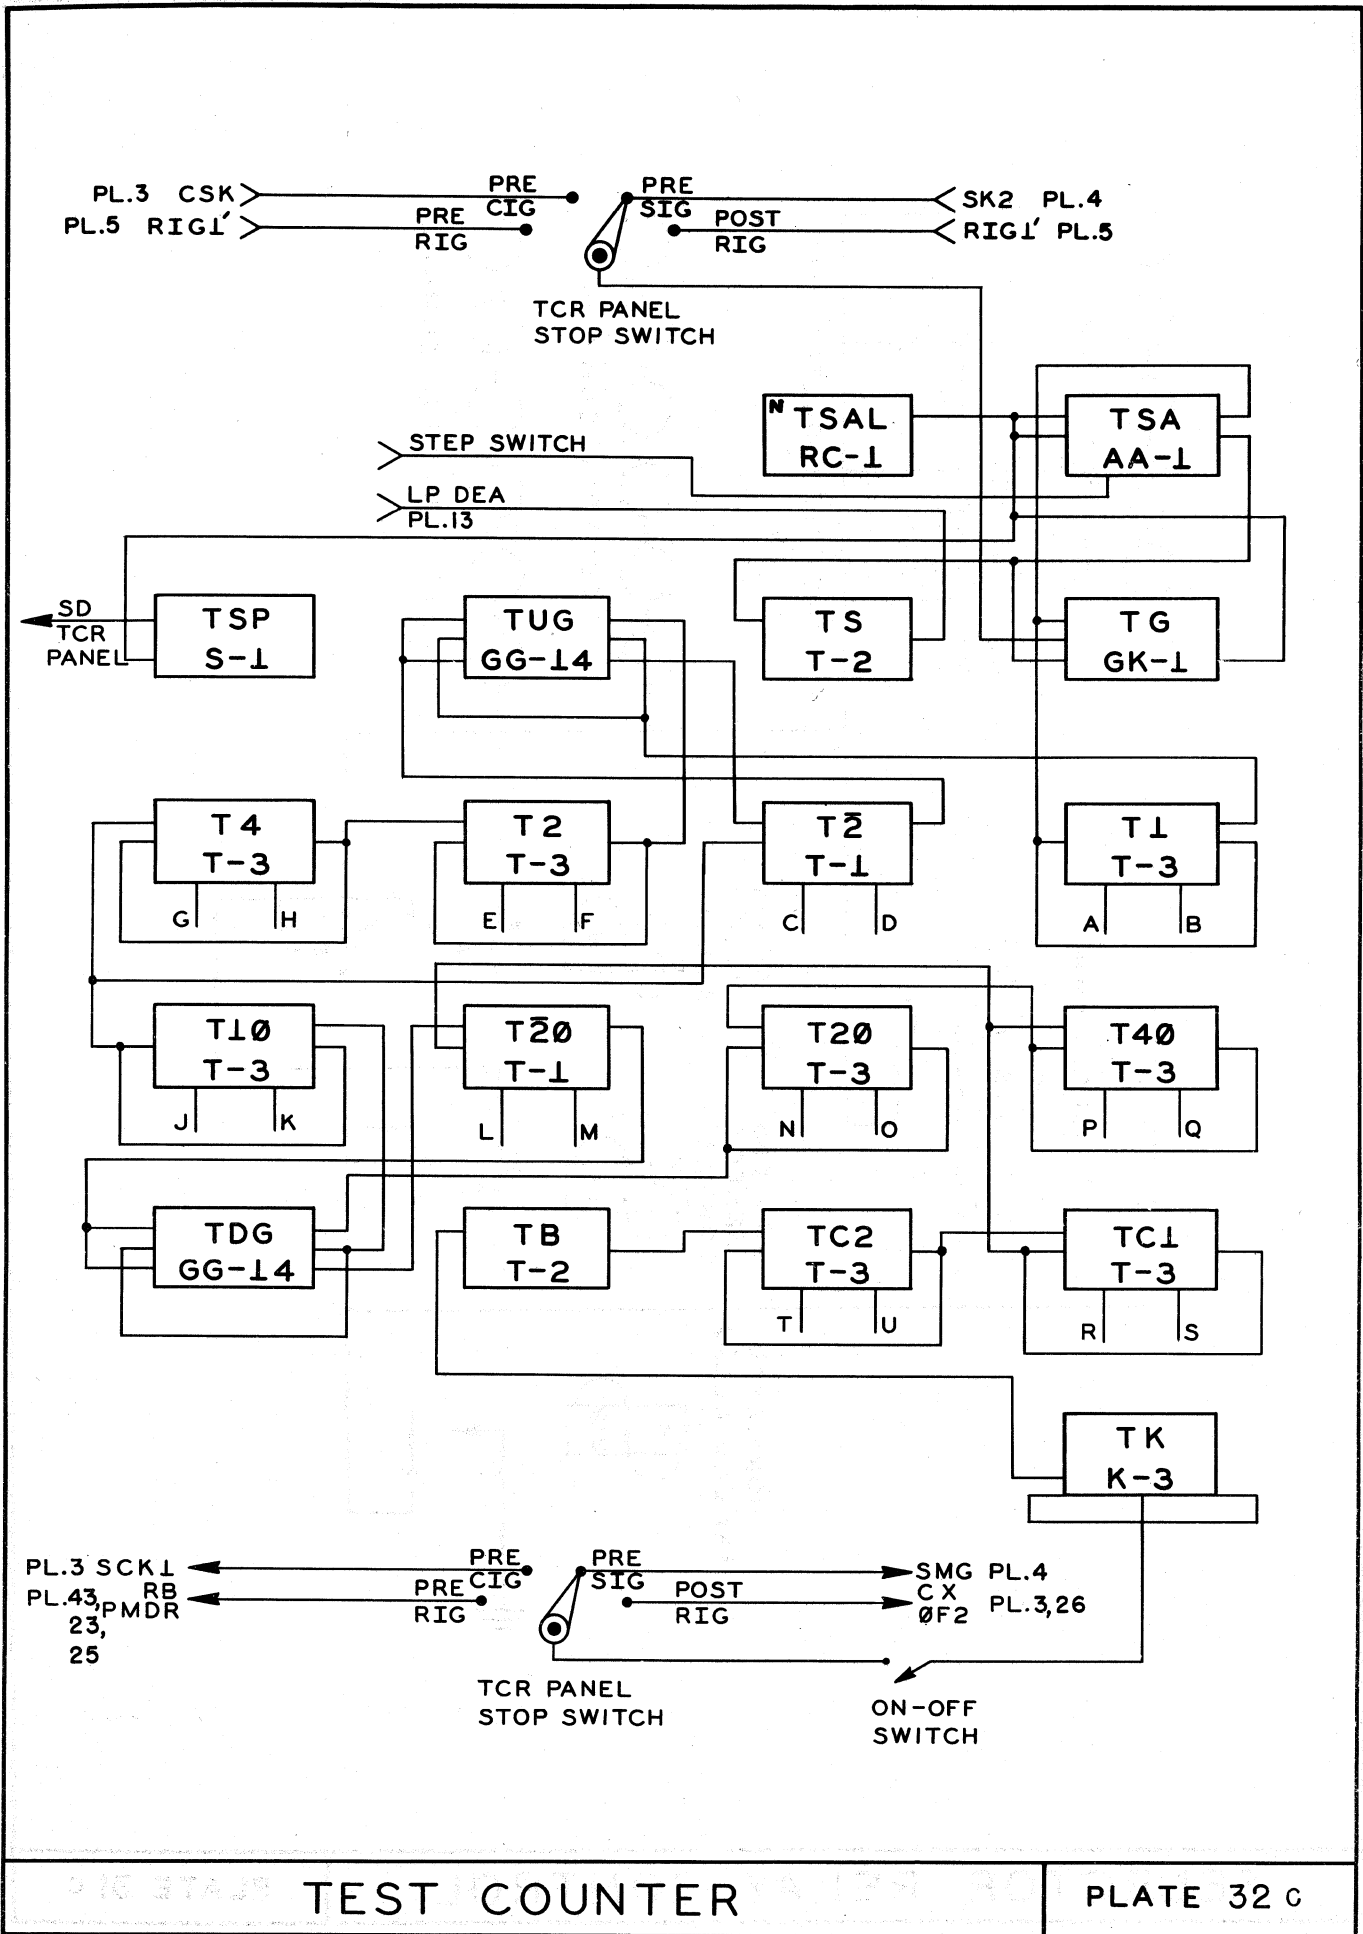 PL.3 CSK
PRE CIG
PRE SIG
SK2 PL.4
PL.5 RIG1′
PRE RIG
POST RIG
RIG1′ PL.5
TCR PANEL
STOP SWITCH
N TSAL
RC-1
TSA
AA-1
STEP SWITCH
LP DEA
PL.13
SD
TCR
PANEL
TSP
S-1
TUG
GG-14
TS
T-2
TG
GK-1
T4
T-3
G H
T2
T-3
E F
T2̄
T-1
C D
T1
T-3
A B
T1Ø
T-3
J K
T2̄Ø
T-1
L M
T2Ø
T-3
N O
T4Ø
T-3
P Q
TDG
GG-14
TB
T-2
TC2
T-3
T U
TC1
T-3
R S
TK
K-3
PL.3 SCK1
PRE CIG
PRE SIG
SMG PL.4
PL.43, RB PMDR
23,
25
PRE RIG
POST RIG
CX
ØF2 PL.3,26
TCR PANEL
STOP SWITCH
ON-OFF
SWITCH
TEST COUNTER
PLATE 32 C